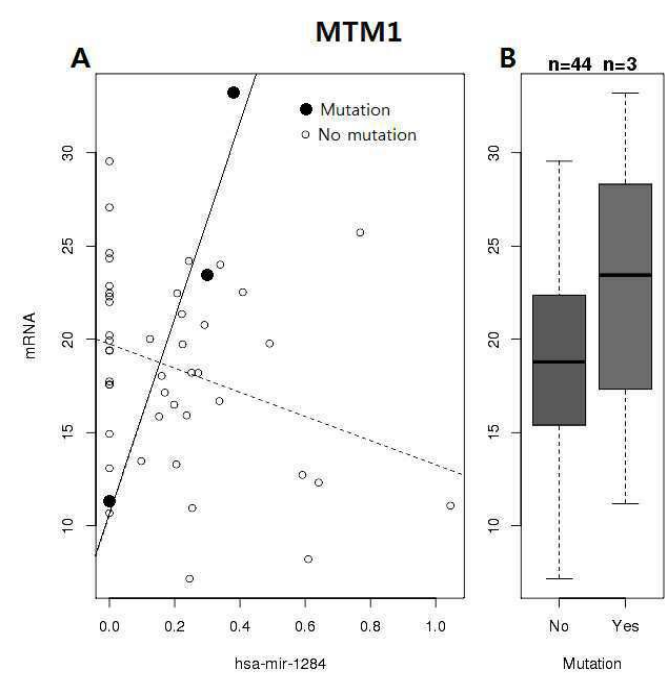 MTM1
A
B
n=44 n=3
Mutation
No mutation
mRNA
30
25
20
15
10
0.0 0.2 0.4 0.6 0.8 1.0
hsa-mir-1284
30
25
20
15
10
No Yes
Mutation